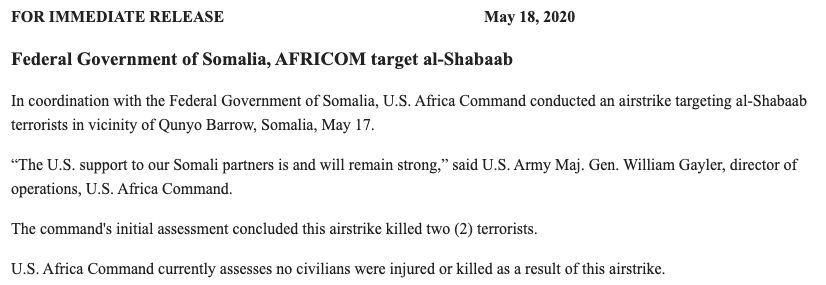 FOR IMMEDIATE RELEASE May 18, 2020
Federal Government of Somalia, AFRICOM target al-Shabaab
In coordination with the Federal Government of Somalia, U.S. Africa Command conducted an airstrike targeting al-Shabaab
terrorists in vicinity of Qunyo Barrow, Somalia, May 17.
“The U.S. support to our Somali partners is and will remain strong,” said U.S. Army Maj. Gen. William Gayler, director of
operations, U.S. Africa Command.
The command's initial assessment concluded this airstrike killed two (2) terrorists.
U.S. Africa Command currently assesses no civilians were injured or killed as a result of this airstrike.